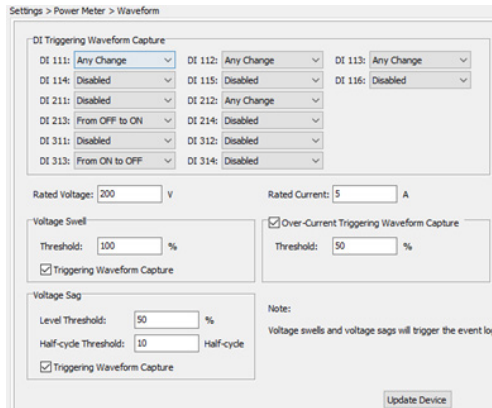 Settings > Power Meter > Waveform
DI Triggering Waveform Capture
DI 111: Any Change DI 112: Any Change DI 113: Any Change
DI 114: Disabled DI 115: Disabled DI 116: Disabled
DI 211: Disabled DI 212: Any Change
DI 213: From OFF to ON DI 214: Disabled
DI 311: Disabled DI 312: Disabled
DI 313: From ON to OFF DI 314: Disabled
Rated Voltage: 200 V Rated Current: 5 A
Voltage Swell Over-Current Triggering Waveform Capture
Threshold: 100 % Threshold: 50 %
Triggering Waveform Capture
Voltage Sag
Level Threshold: 50 % Note:
Half-cycle Threshold: 10 Half-cycle Voltage swells and voltage sags will trigger the event
Triggering Waveform Capture
Update Device